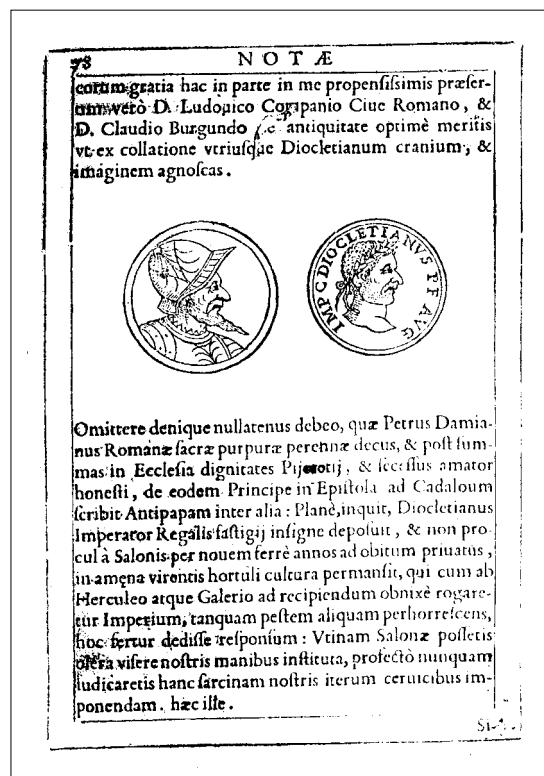 78 NOTÆ
eorum gratia hac in parte in me propensissimis præser-
tim verò D. Ludouico Compagnio Ciue Romano, &
D. Claudio Burgundo de antiquitate optimè meritis
vt ex collatione vtriusque Diocletianum cranium, &
imaginem agnoscas.
IMP C DIOCLETIANVS P F AVG
Omittere denique nullatenus debeo, quæ Petrus Damia-
nus Romanæ sacræ purpuræ perennæ decus, & post sum-
mas in Ecclesia dignitates & secessus amator
honesti, de eodem Principe in Epistola ad Cadaloum
scribit Antipapam inter alia: Planè, inquit, Diocletianus
Imperator Regalis fastigij insigne deposuit, & non pro-
cul à Salonis per nouem ferrè annos ad obitum priuatus,
in amęna virentis hortuli cultura permansit, qui cum ab
Herculeo atque Galerio ad recipiendum obnixè rogare-
tur Imperium, tanquam pestem aliquam perhorrescens,
hoc fertur dedisse responsum: Vtinam Salonæ possetis
olera visere nostris manibus instituta, profectò nunquam
iudicaretis hanc sarcinam nostris iterum ceruicibus im-
ponendam. hæc ille.